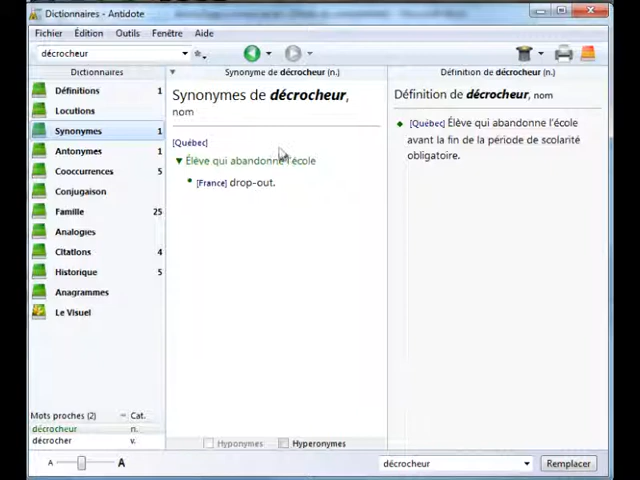 Dictionnaires - Antidote
Fichier Édition Outils Fenêtre Aide
décrocheur
Dictionnaires
Définitions 1
Locutions
Synonymes 1
Antonymes 1
Cooccurrences 5
Conjugaison
Famille 25
Analogies
Citations 4
Historique 5
Anagrammes
Le Visuel
Mots proches (2) Cat.
décrocheur n.
décrocher v.
Synonyme de décrocheur (n.)
Synonymes de décrocheur,
nom
[Québec]
Élève qui abandonne l'école
[France] drop-out.
Hyponymes Hyperonymes
Définition de décrocheur (n.)
Définition de décrocheur, nom
[Québec] Élève qui abandonne l'école
avant la fin de la période de scolarité
obligatoire.
A A
décrocheur
Remplacer